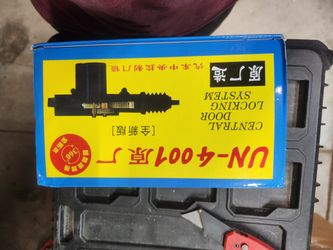 汽车中央控制门锁
原厂造
CENTRAL
DOOR
LOCKING
SYSTEM
[全新版]
UN-4001原厂
360°